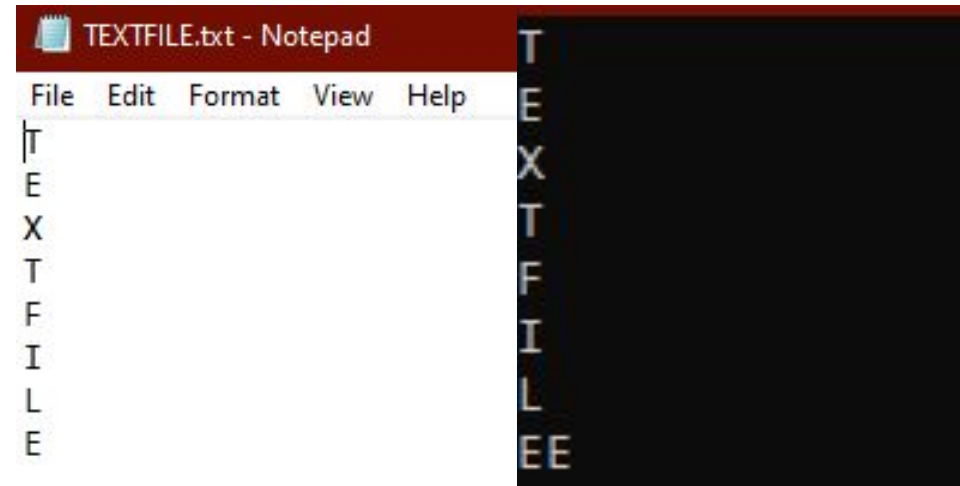 TEXTFILE.txt - Notepad
File Edit Format View Help
T
E
X
T
F
I
L
E
T
E
X
T
F
I
L
EE